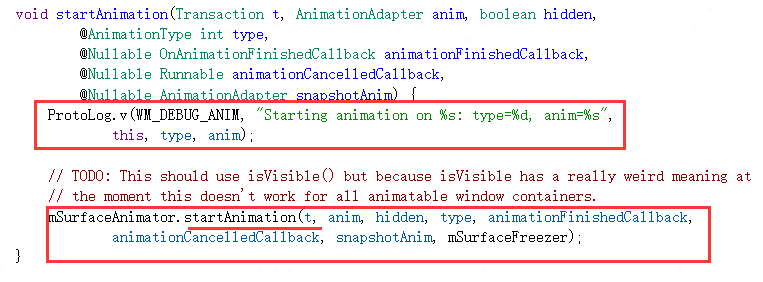 void startAnimation(Transaction t, AnimationAdapter anim, boolean hidden,
@AnimationType int type,
@Nullable OnAnimationFinishedCallback animationFinishedCallback,
@Nullable Runnable animationCancelledCallback,
@Nullable AnimationAdapter snapshotAnim) {
ProtoLog.v(WM_DEBUG_ANIM, "Starting animation on %s: type=%d, anim=%s",
this, type, anim);
// TODO: This should use isVisible() but because isVisible has a really weird meaning at
// the moment this doesn't work for all animatable window containers.
mSurfaceAnimator.startAnimation(t, anim, hidden, type, animationFinishedCallback,
animationCancelledCallback, snapshotAnim, mSurfaceFreezer);
}